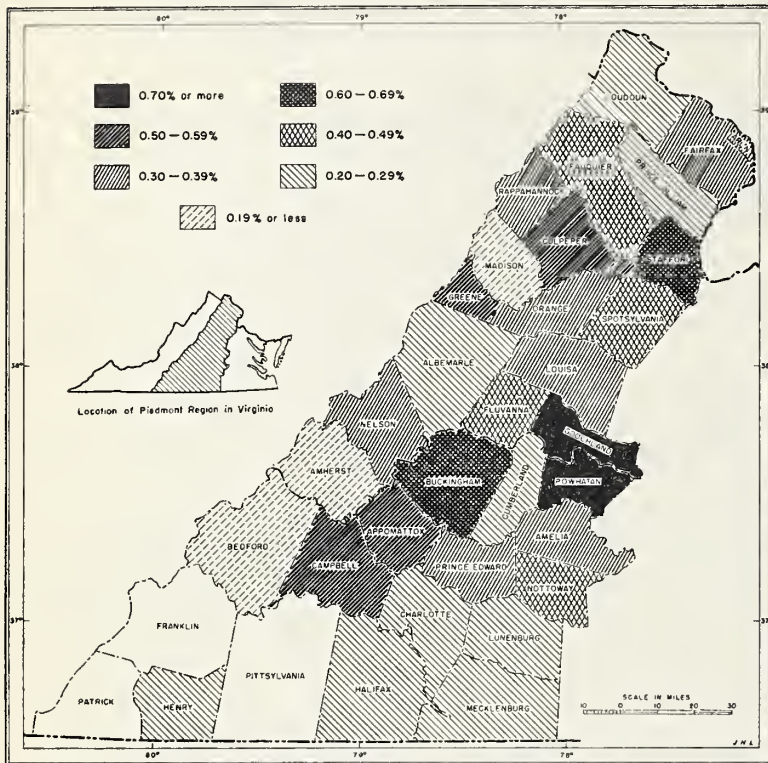 80° 79° 78°
39° 39°
0.70% or more 0.60 – 0.69%
0.50 – 0.59% 0.40 – 0.49%
0.30 – 0.39% 0.20 – 0.29%
0.19% or less
LOUDOUN
FAIRFAX
FAUQUIER
PRINCE
RAPPAHANNOCK
CULPEPER
STAFFORD
MADISON
GREENE
ORANGE
SPOTSYLVANIA
38° 38°
ALBEMARLE
LOUISA
Location of Piedmont Region in Virginia
FLUVANNA
NELSON
GOOCHLAND
AMHERST
BUCKINGHAM
CUMBERLAND
POWHATAN
APPOMATTOX
AMELIA
BEDFORD
CAMPBELL
PRINCE EDWARD
NOTTOWAY
37° 37°
FRANKLIN
CHARLOTTE
LUNENBURG
PATRICK
HENRY
PITTSYLVANIA
HALIFAX
MECKLENBURG
SCALE IN MILES
10 0 10 20 30
80° 79° 78°
J.H.L.